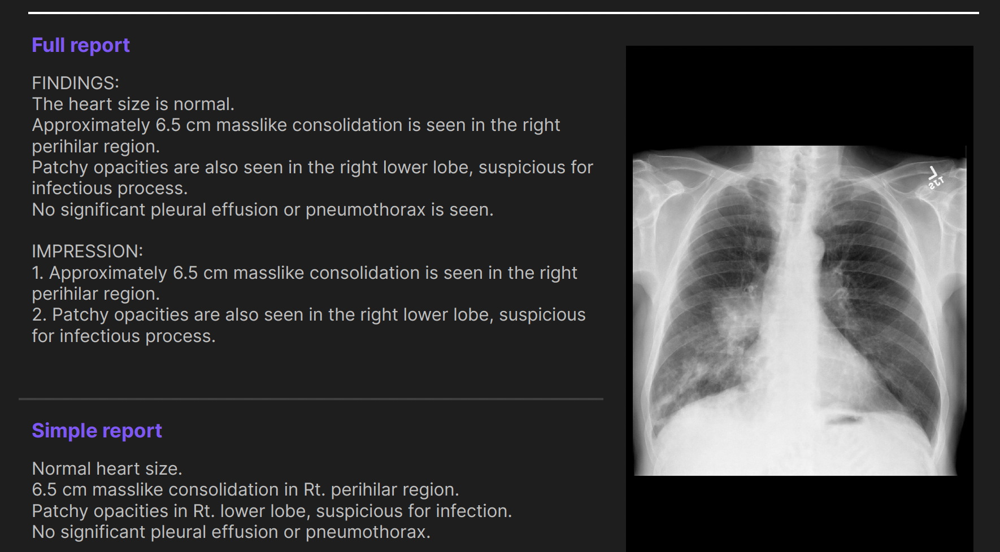 Full report
FINDINGS:
The heart size is normal.
Approximately 6.5 cm masslike consolidation is seen in the right
perihilar region.
Patchy opacities are also seen in the right lower lobe, suspicious for
infectious process.
No significant pleural effusion or pneumothorax is seen.
IMPRESSION:
1. Approximately 6.5 cm masslike consolidation is seen in the right
perihilar region.
2. Patchy opacities are also seen in the right lower lobe, suspicious
for infectious process.
Simple report
Normal heart size.
6.5 cm masslike consolidation in Rt. perihilar region.
Patchy opacities in Rt. lower lobe, suspicious for infection.
No significant pleural effusion or pneumothorax.
L